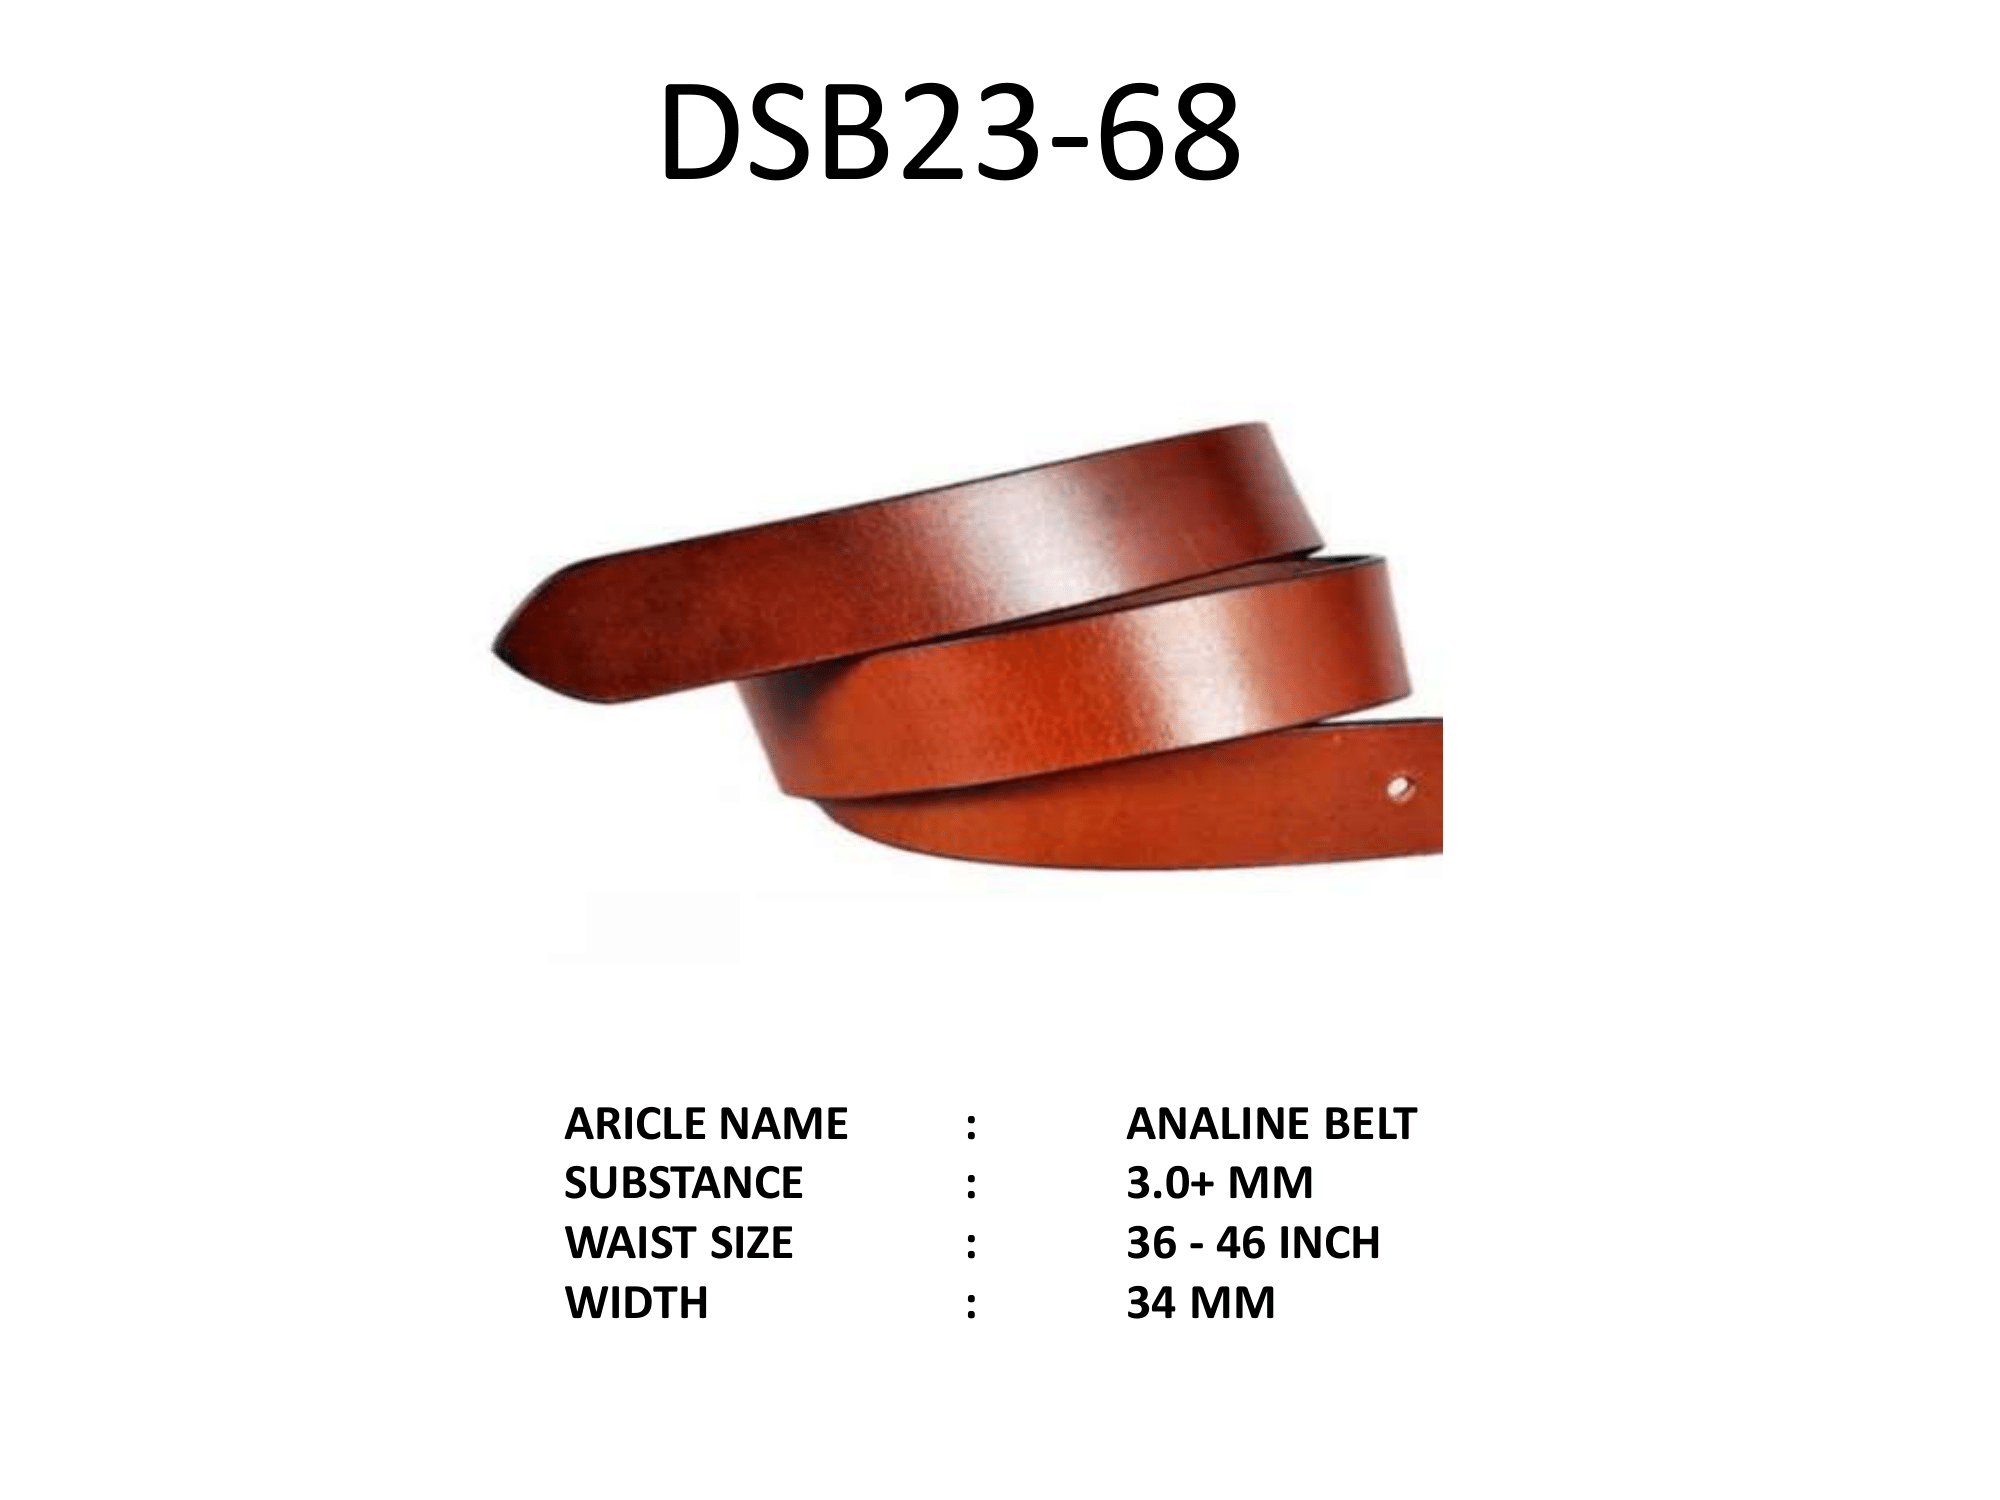 DSB23-68
ARICLE NAME : ANALINE BELT
SUBSTANCE : 3.0+ MM
WAIST SIZE : 36 - 46 INCH
WIDTH : 34 MM